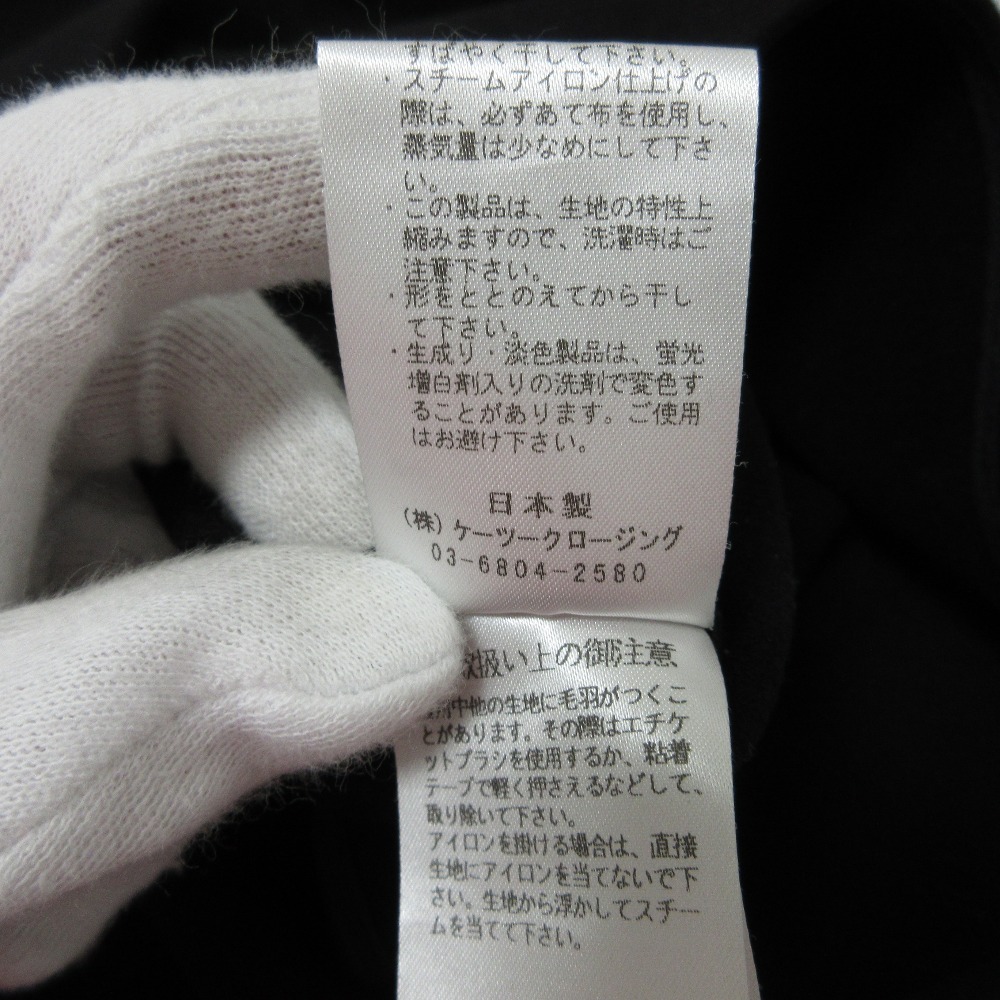 すばやく干して下さい。
・スチームアイロン仕上げの
際は、必ずあて布を使用し、
蒸気量は少なめにして下さ
い。
・この製品は、生地の特性上
縮みますので、洗濯時はご
注意下さい。
・形をととのえてから干し
て下さい。
・生成り・淡色製品は、蛍光
増白剤入りの洗剤で変色す
ることがあります。ご使用
はお避け下さい。
日本製
(株)ケーツークロージング
03-6804-2580
扱い上の御注意
用中他の生地に毛羽がつくこ
とがあります。その際はエチケ
ットブラシを使用するか、粘着
テープで軽く押さえるなどして、
取り除いて下さい。
アイロンを掛ける場合は、直接
生地にアイロンを当てないで下
さい。生地から浮かしてスチー
ムを当てて下さい。